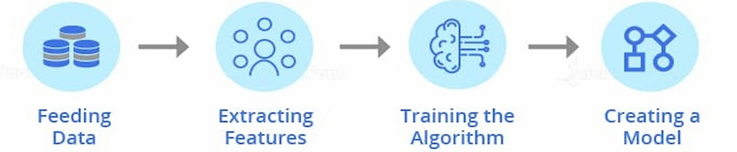 Feeding
Data
Extracting
Features
Training the
Algorithm
Creating a
Model